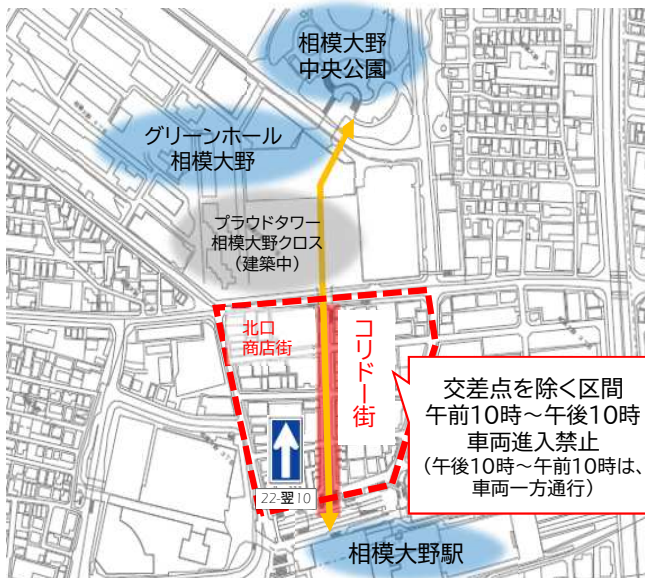 相模大野
中央公園
グリーンホール
相模大野
プラウドタワー
相模大野クロス
（建築中）
北口
商店街
コリドー街
交差点を除く区間
午前10時～午後10時
車両進入禁止
（午後10時～午前10時は、
車両一方通行）
22-翌10
相模大野駅